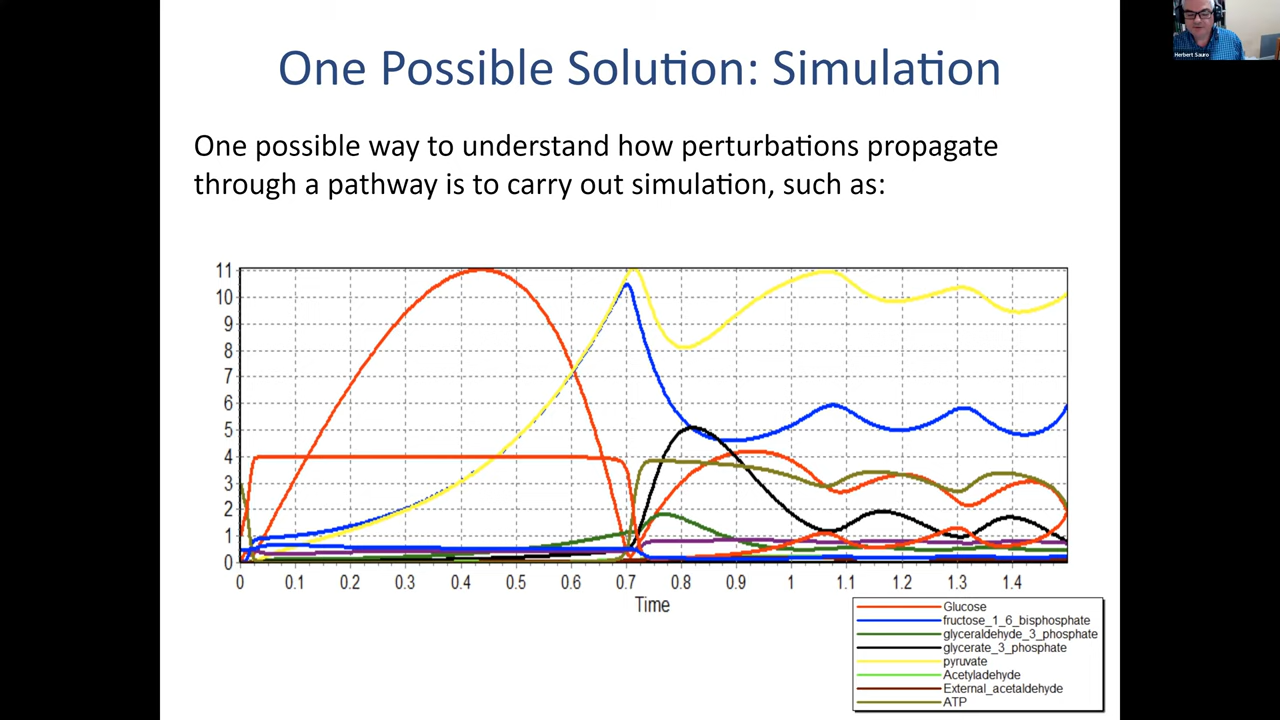 One Possible Solution: Simulation
Herbert Sauro
One possible way to understand how perturbations propagate
through a pathway is to carry out simulation, such as:
11
10
9
8
7
6
5
4
3
2
1
0
0 0.1 0.2 0.3 0.4 0.5 0.6 0.7 0.8 0.9 1 1.1 1.2 1.3 1.4
Time
Glucose
fructose_1_6_bisphosphate
glyceraldehyde_3_phosphate
glycerate_3_phosphate
pyruvate
Acetyladehyde
External_acetaldehyde
ATP